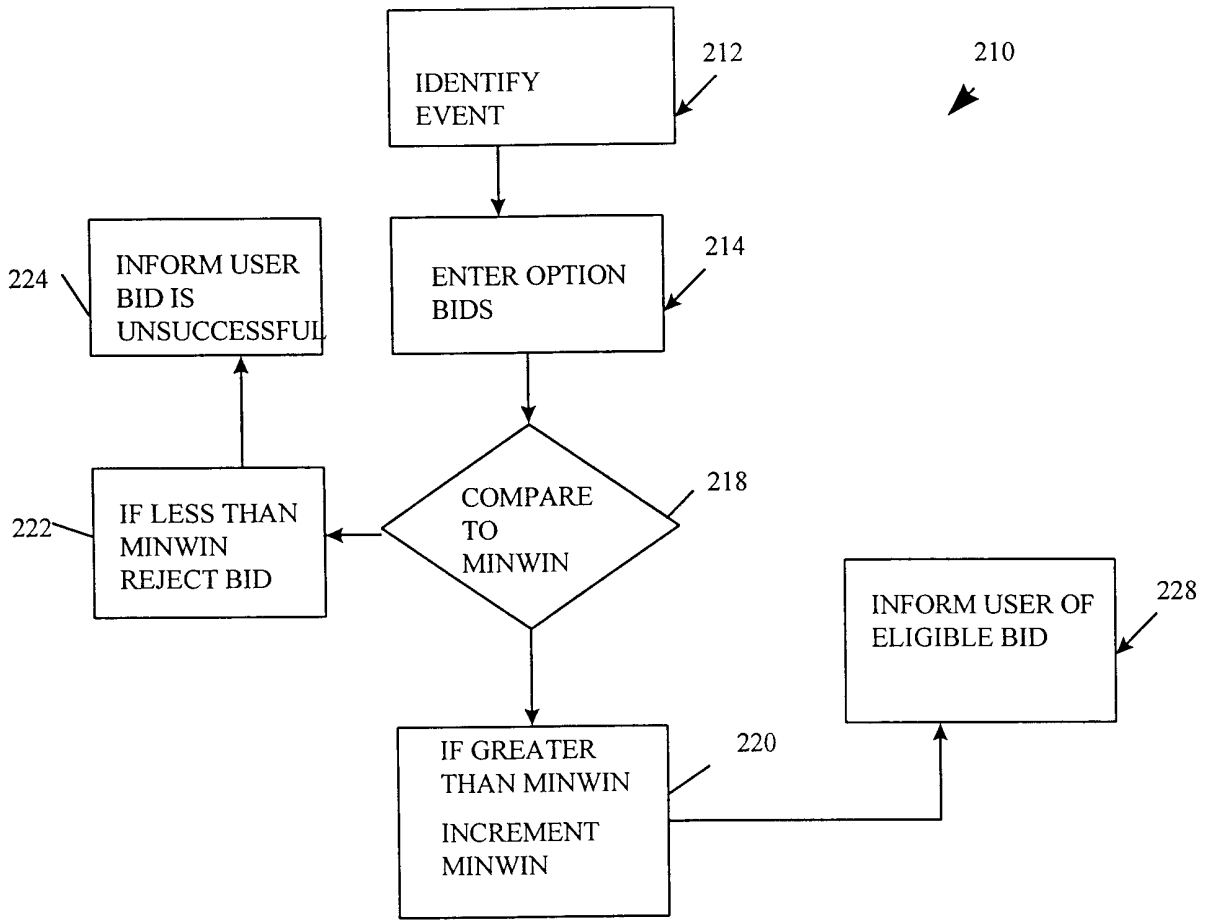 210
212
IDENTIFY
EVENT
214
ENTER OPTION
BIDS
224
INFORM USER
BID IS
UNSUCCESSFUL
218
COMPARE
TO
MINWIN
222
IF LESS THAN
MINWIN
REJECT BID
228
INFORM USER OF
ELIGIBLE BID
220
IF GREATER
THAN MINWIN
INCREMENT
MINWIN